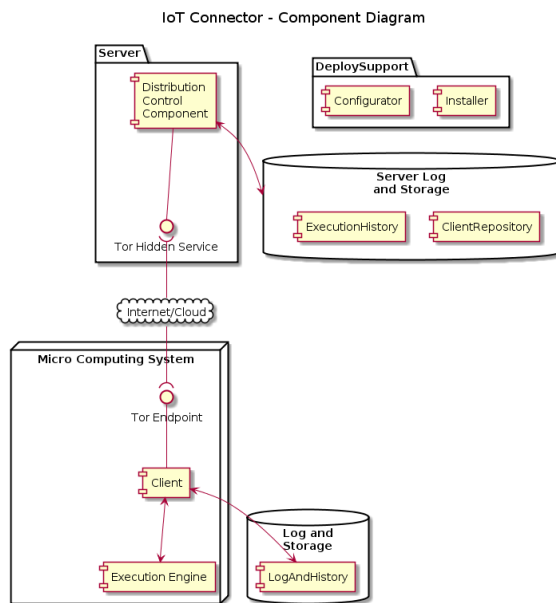 IoT Connector - Component Diagram
Server
Distribution
Control
Component
DeploySupport
Configurator
Installer
Server Log
and Storage
ExecutionHistory
ClientRepository
Tor Hidden Service
Internet/Cloud
Micro Computing System
Tor Endpoint
Client
Execution Engine
Log and
Storage
LogAndHistory